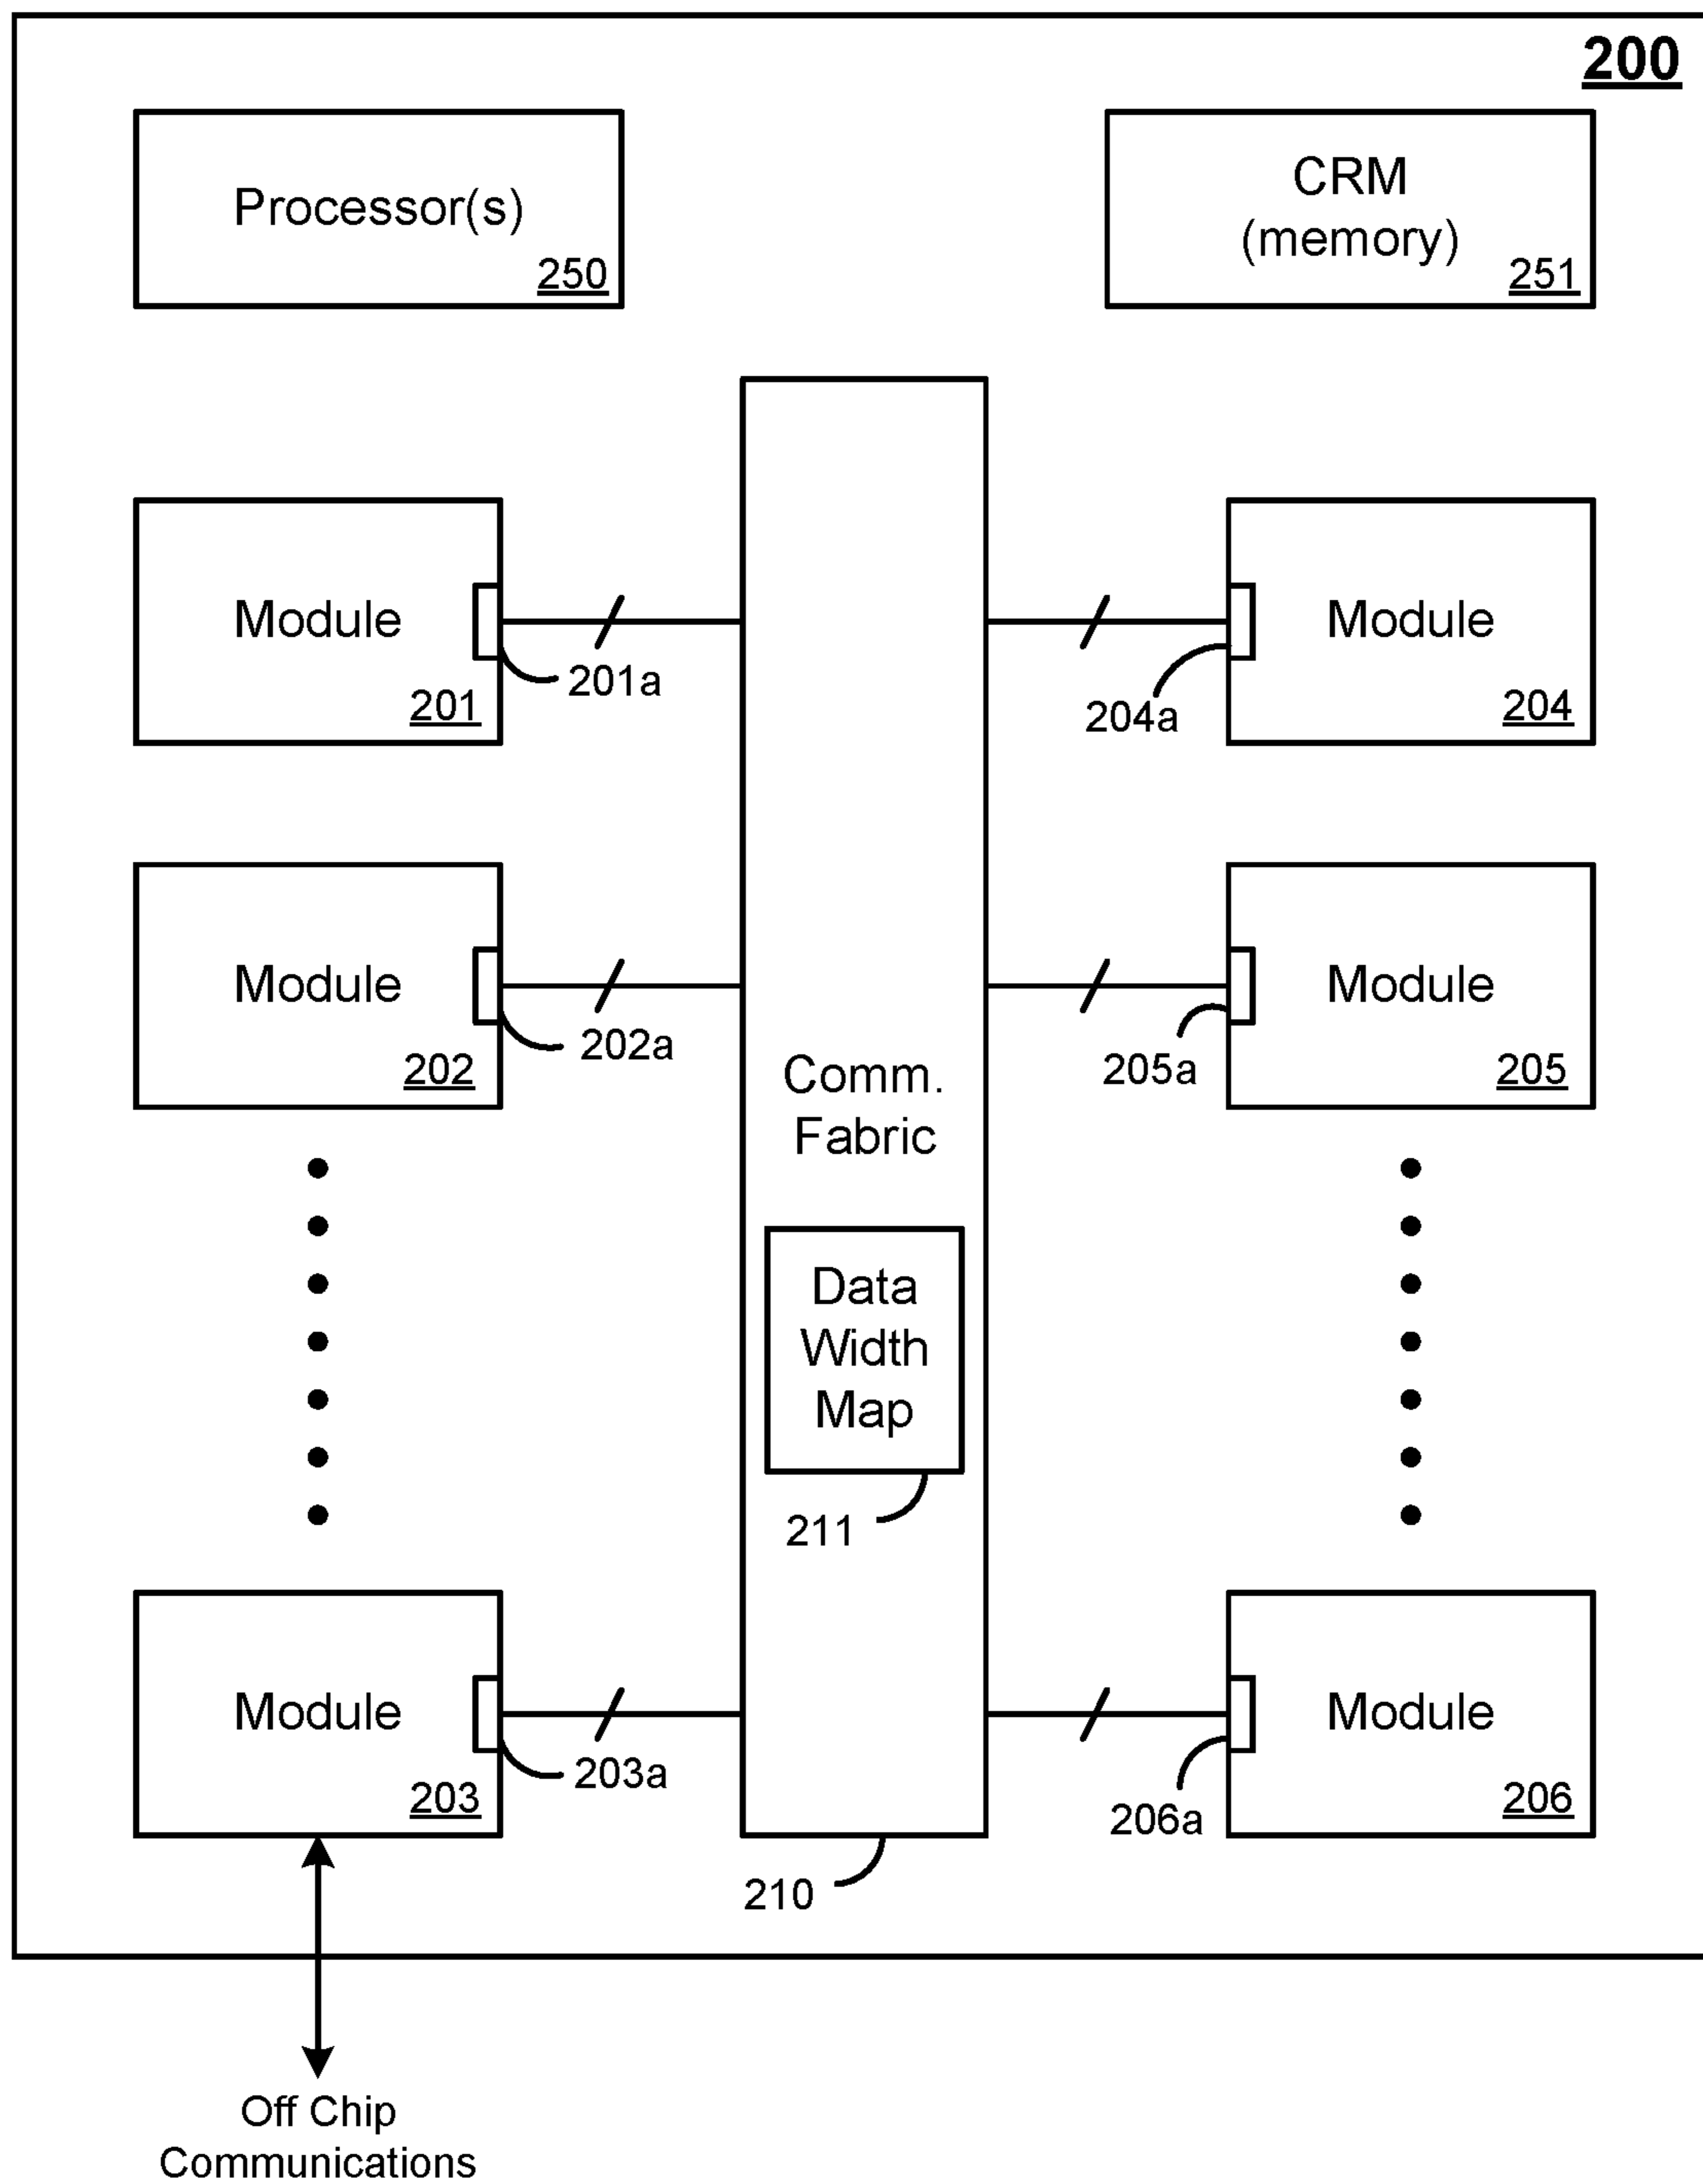 200
Processor(s)
250
CRM
(memory)
251
Module
201
201a
Module
204
204a
Module
202
202a
Module
205
205a
Comm.
Fabric
Data
Width
Map
211
Module
203
203a
Module
206
206a
210
Off Chip
Communications